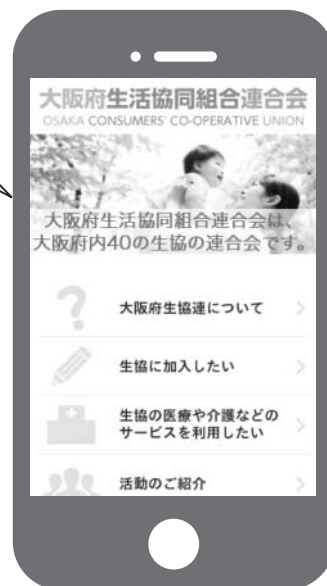 大阪府生活協同組合連合会
OSAKA CONSUMERS' CO-OPERATIVE UNION
大阪府生活協同組合連合会は、
大阪府内40の生協の連合会です。
大阪府生協連について
生協に加入したい
生協の医療や介護などの
サービスを利用したい
活動のご紹介